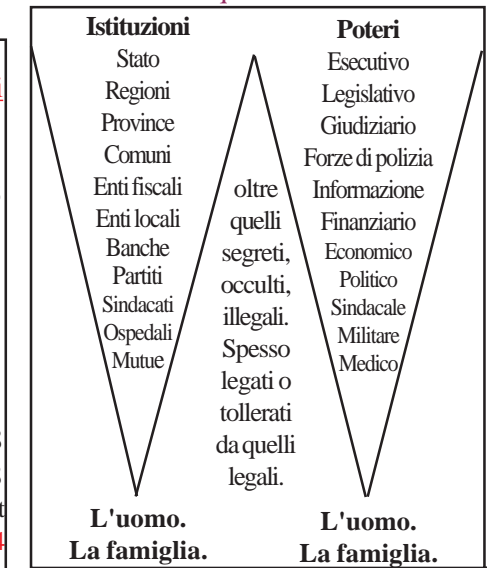 Istituzioni
Stato
Regioni
Province
Comuni
Enti fiscali
Enti locali
Banche
Partiti
Sindacati
Ospedali
Mutue
L'uomo.
La famiglia.
oltre
quelli
segreti,
occulti,
illegali.
Spesso
legati o
tollerati
da quelli
legali.
Poteri
Esecutivo
Legislativo
Giudiziario
Forze di polizia
Informazione
Finanziario
Economico
Politico
Sindacale
Militare
Medico
L'uomo.
La famiglia.